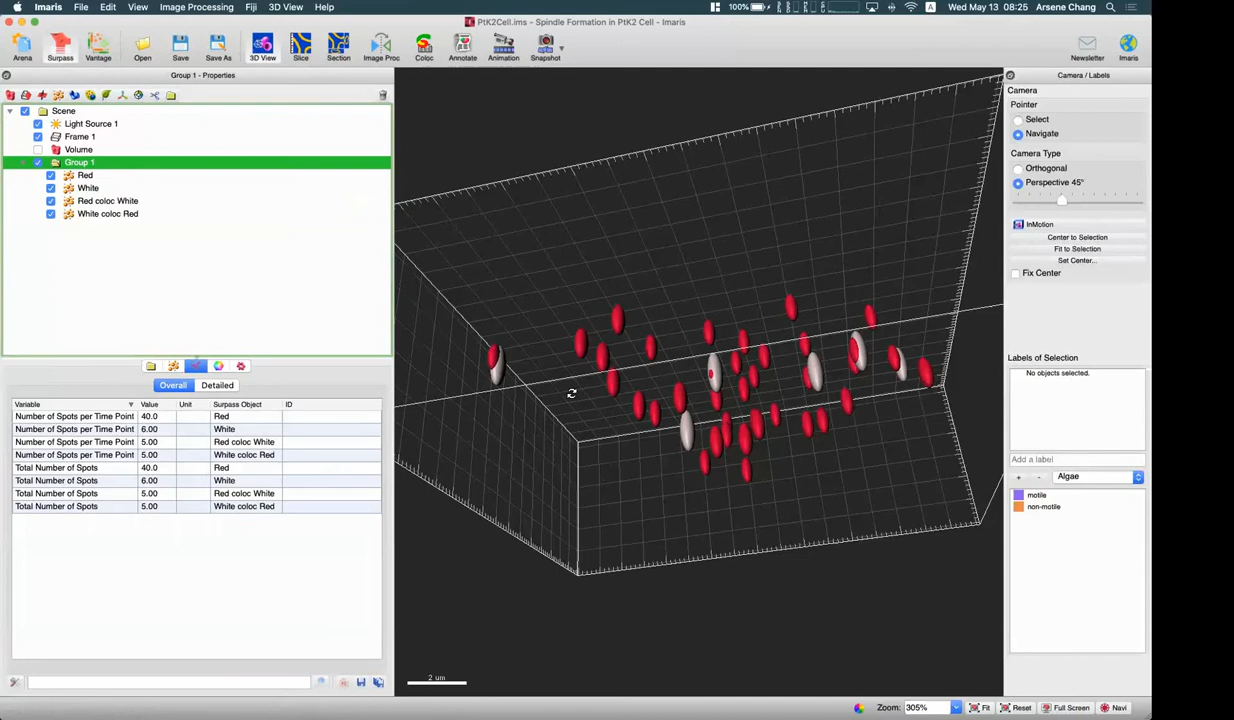 Imaris File Edit View Image Processing Fiji 3D View Help 100% A Wed May 13 08:25 Arsene Chang
PtK2Cell.ims - Spindle Formation in PtK2 Cell - Imaris
Arena Surpass Vantage Open Save Save As 3D View Slice Section Image Proc Coloc Annotate Animation Snapshot Newsletter Imaris
Group 1 - Properties
Camera / Labels
Scene
Light Source 1
Frame 1
Volume
Group 1
Red
White
Red coloc White
White coloc Red
Overall Detailed
Variable Value Unit Surpass Object ID
Number of Spots per Time Point 40.0 Red
Number of Spots per Time Point 6.00 White
Number of Spots per Time Point 5.00 Red coloc White
Number of Spots per Time Point 5.00 White coloc Red
Total Number of Spots 40.0 Red
Total Number of Spots 6.00 White
Total Number of Spots 5.00 Red coloc White
Total Number of Spots 5.00 White coloc Red
2 um
Camera
Pointer
Select
Navigate
Camera Type
Orthogonal
Perspective 45°
InMotion
Center to Selection
Fit to Selection
Set Center...
Fix Center
Labels of Selection
No objects selected.
Add a label
+ - Algae
motile
non-motile
Zoom: 305% Fit Reset Full Screen Navi